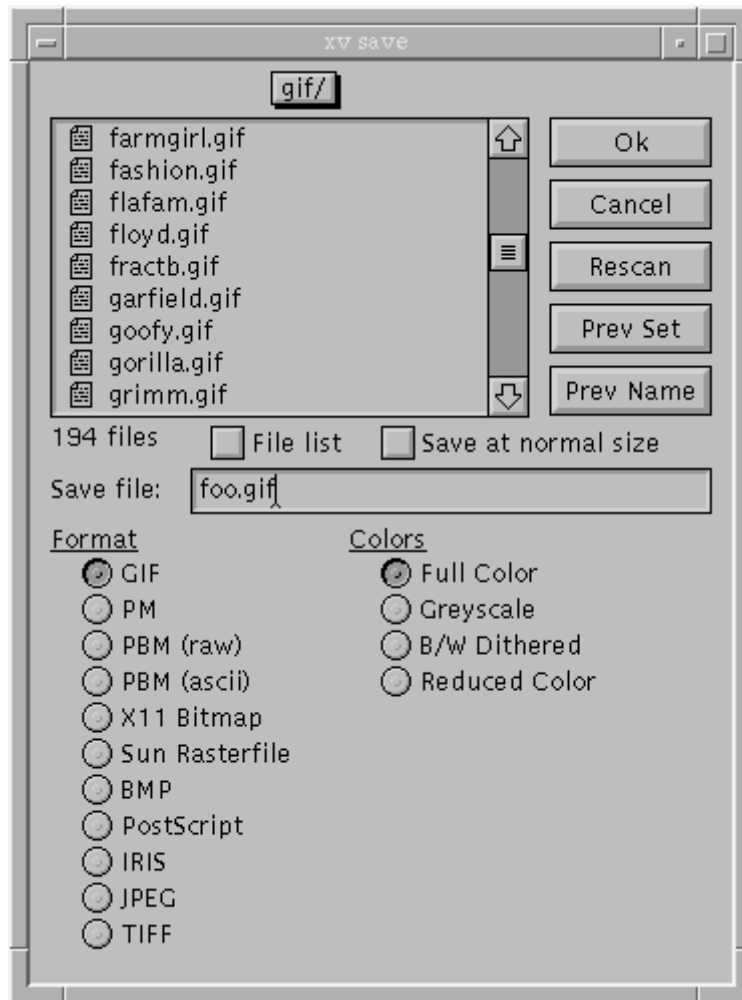 xv save
gif/
farmgirl.gif
fashion.gif
flafam.gif
floyd.gif
fractb.gif
garfield.gif
goofy.gif
gorilla.gif
grimm.gif
Ok
Cancel
Rescan
Prev Set
Prev Name
194 files File list Save at normal size
Save file: foo.gif
Format
GIF
PM
PBM (raw)
PBM (ascii)
X11 Bitmap
Sun Rasterfile
BMP
PostScript
IRIS
JPEG
TIFF
Colors
Full Color
Greyscale
B/W Dithered
Reduced Color